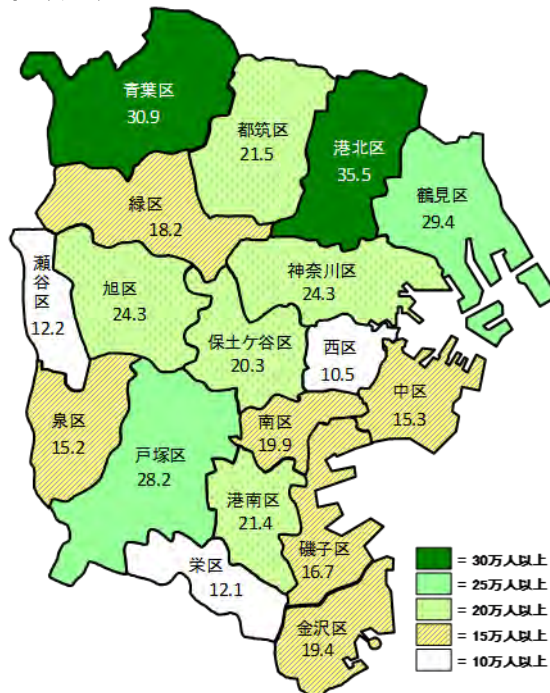 青葉区
30.9
都筑区
21.5
港北区
35.5
鶴見区
29.4
緑区
18.2
神奈川区
24.3
瀬谷区
12.2
旭区
24.3
保土ケ谷区
20.3
西区
10.5
中区
15.3
泉区
15.2
戸塚区
28.2
南区
19.9
港南区
21.4
磯子区
16.7
栄区
12.1
金沢区
19.4
= 30万人以上
= 25万人以上
= 20万人以上
= 15万人以上
= 10万人以上